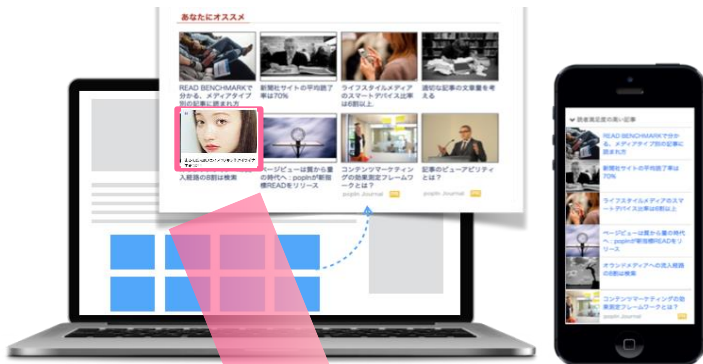 あなたにオススメ
READ BENCHMARKで
分かる、メディアタイプ
別の記事に読まれ方
新聞社サイトの平均読了
率は70%
ライフスタイルメディア
のスマートデバイス比率
は6割以上
適切な記事の文章量を考
える
入経路の8割は検索
ページビューは質から量
の時代へ：popInが新指
標READをリリース
コンテンツマーケティン
グの効果測定フレームワ
ークとは？
popIn Journal
記事のビューアビリティ
とは？
popIn Journal
読者満足度の高い記事
READ BENCHMARKで分か
る、メディアタイプ別の記事に
読まれ方
新聞社サイトの平均読了率は
70%
ライフスタイルメディアのスマ
ートデバイス比率は6割以上
ページビューは質から量の時代
へ：popInが新指標READをリ
リース
オウンドメディアへの流入経路
の8割は検索
コンテンツマーケティングの効
果測定フレームワークとは？
popIn Journal